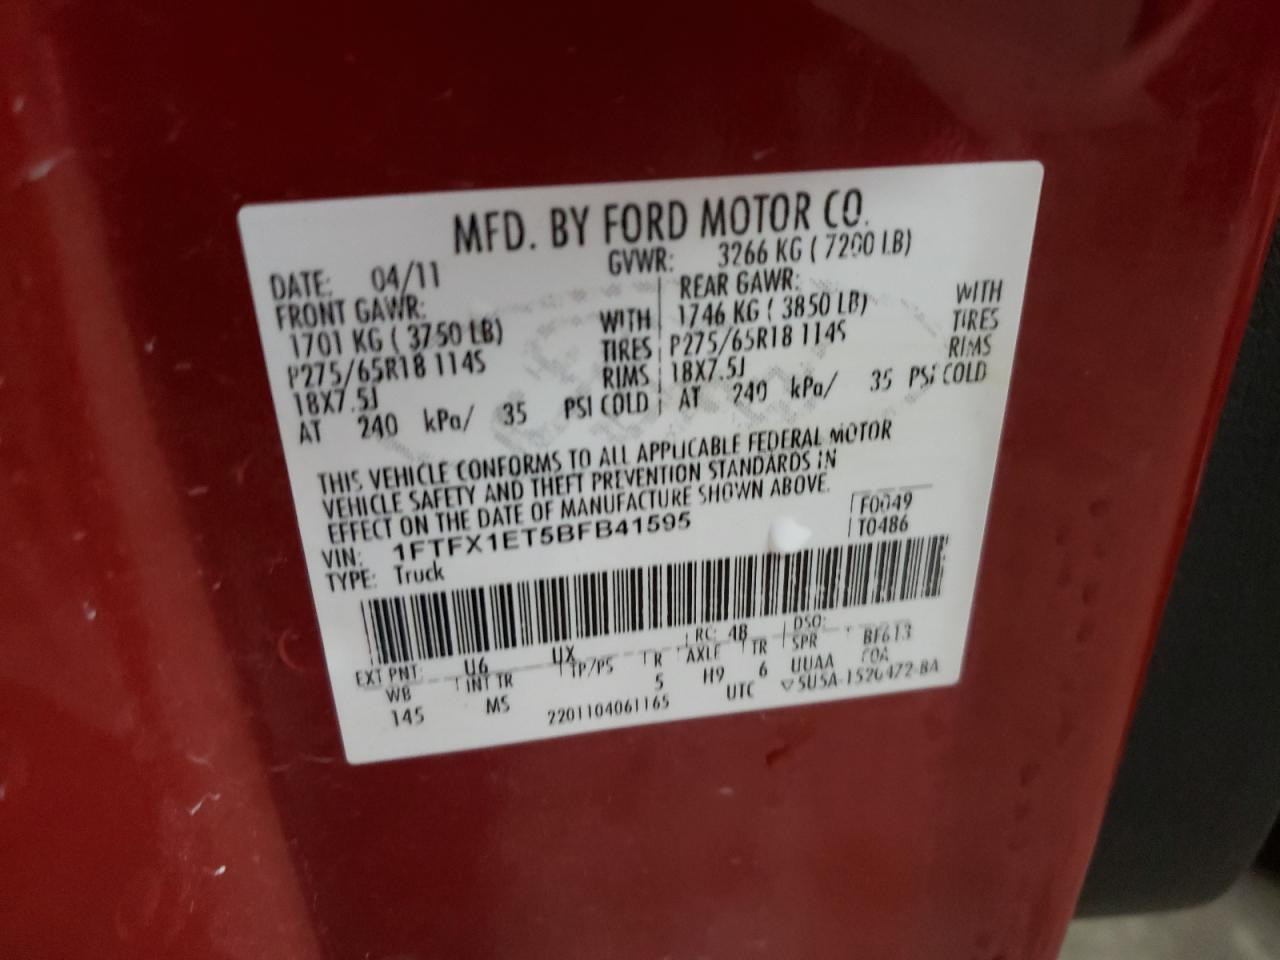 MFD. BY FORD MOTOR CO.
DATE: 04/11 GVWR: 3266 KG ( 7200 LB)
FRONT GAWR: REAR GAWR:
1701 KG ( 3750 LB) WITH 1746 KG ( 3850 LB) WITH
P275/65R18 114S TIRES P275/65R18 114S TIRES
18X7.5J RIMS 18X7.5J RIMS
AT 240 kPa/ 35 PSI COLD AT 240 kPa/ 35 PSI COLD
THIS VEHICLE CONFORMS TO ALL APPLICABLE FEDERAL MOTOR
VEHICLE SAFETY AND THEFT PREVENTION STANDARDS IN
EFFECT ON THE DATE OF MANUFACTURE SHOWN ABOVE.
F0049
VIN: 1FTFX1ET5BFB41595 T0486
TYPE: Truck
EXT PNT: U6 UX RC: 48 DSO: BF613
WB INT TR TP/PS R AXLE TR SPR
145 MS 5 H9 6 UUAA
2201104061165 UTC ▽5USA-1520472-BA